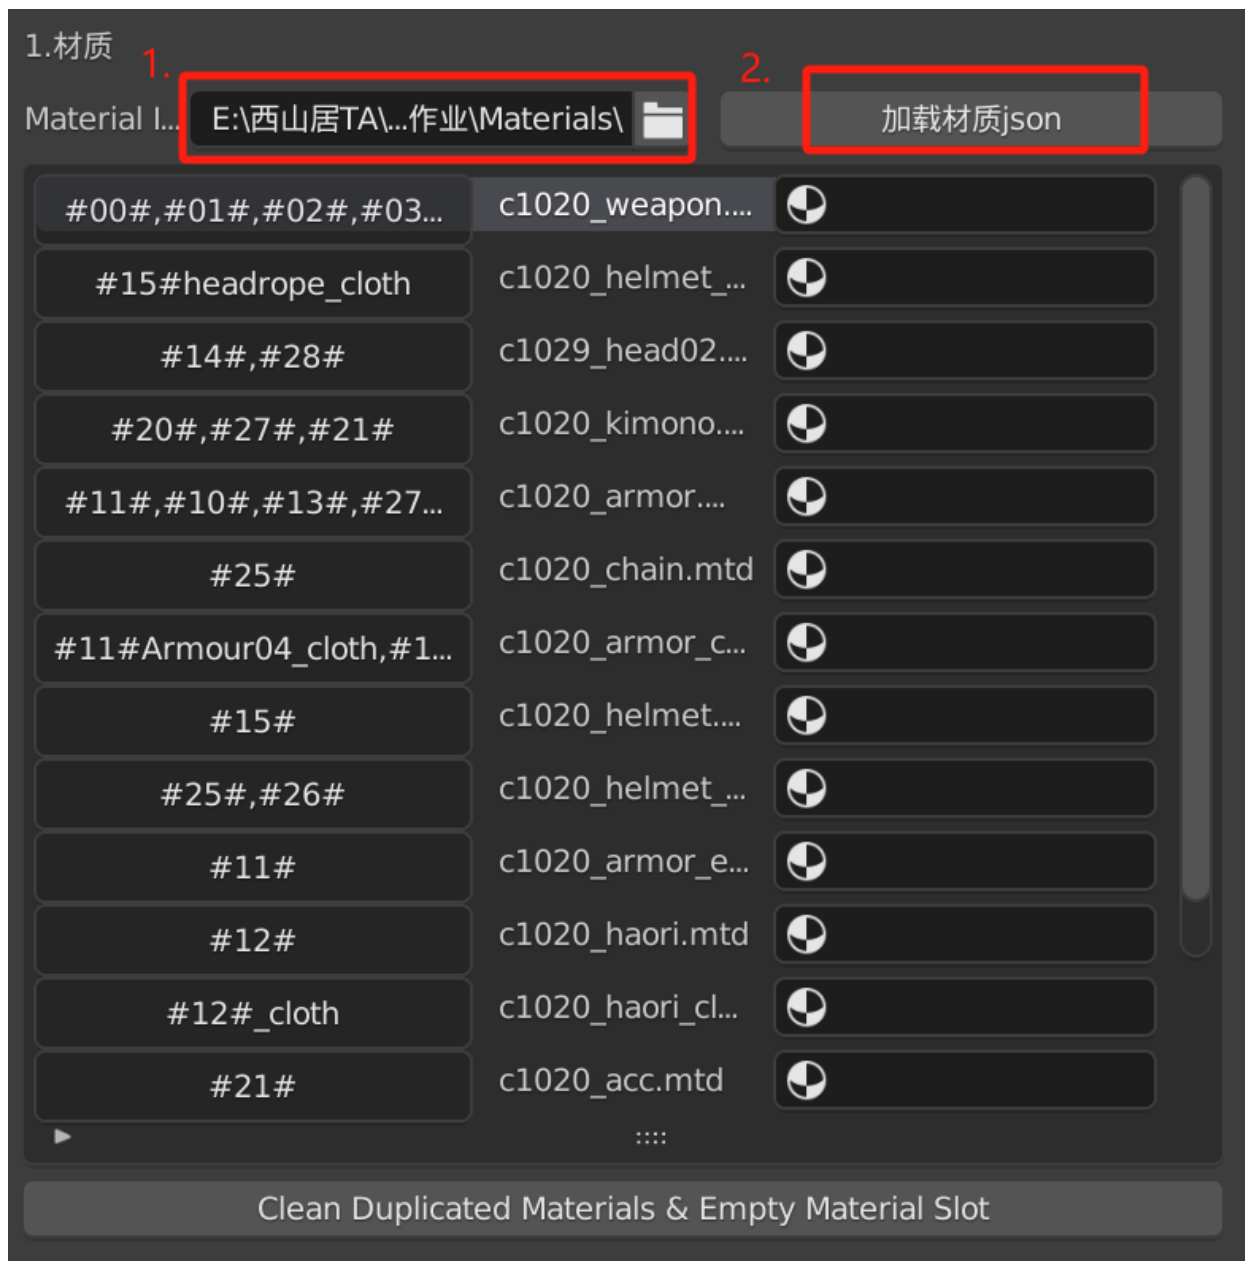 1.材质
1.
2.
Material I... E:\西山居TA\...作业\Materials\ 加载材质json
#00#,#01#,#02#,#03... c1020_weapon....
#15#headrope_cloth c1020_helmet_...
#14#,#28# c1029_head02....
#20#,#27#,#21# c1020_kimono....
#11#,#10#,#13#,#27... c1020_armor....
#25# c1020_chain.mtd
#11#Armour04_cloth,#1... c1020_armor_c...
#15# c1020_helmet....
#25#,#26# c1020_helmet_...
#11# c1020_armor_e...
#12# c1020_haori.mtd
#12#_cloth c1020_haori_cl...
#21# c1020_acc.mtd
Clean Duplicated Materials & Empty Material Slot